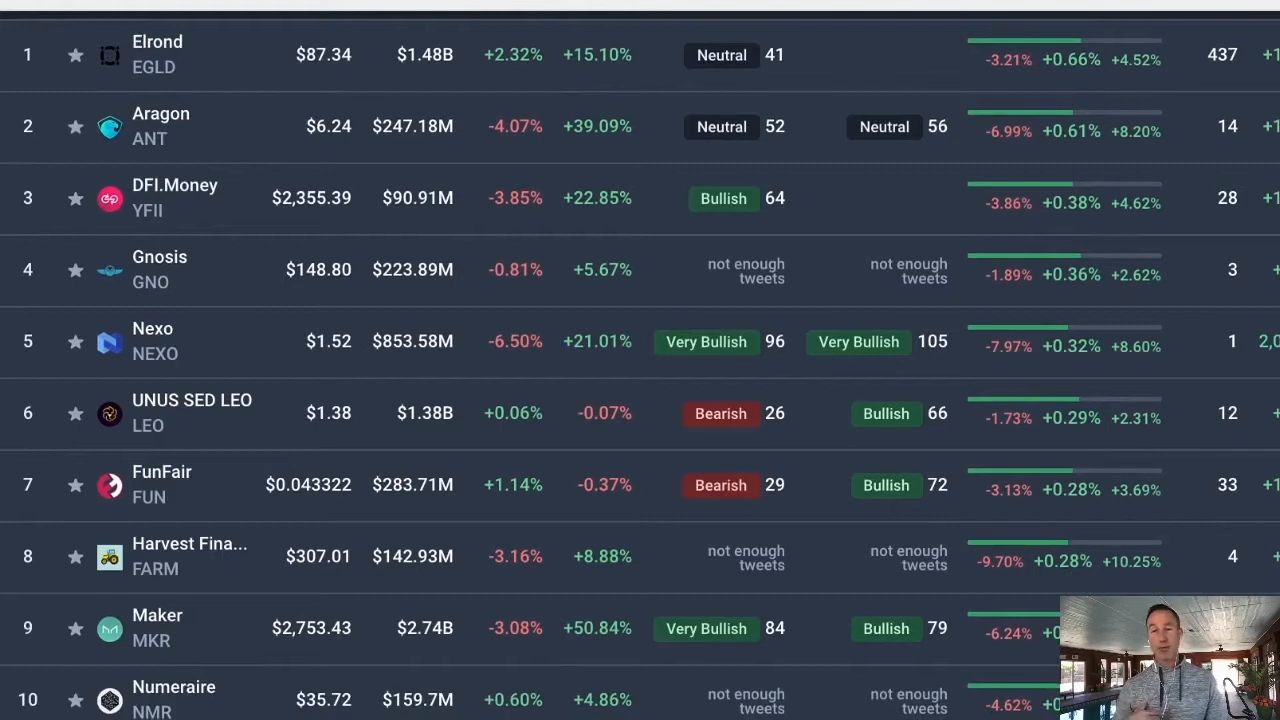 1 Elrond EGLD $87.34 $1.48B +2.32% +15.10% Neutral 41 -3.21% +0.66% +4.52% 437 +1
2 Aragon ANT $6.24 $247.18M -4.07% +39.09% Neutral 52 Neutral 56 -6.99% +0.61% +8.20% 14 +1
3 DFI.Money YFII $2,355.39 $90.91M -3.85% +22.85% Bullish 64 -3.86% +0.38% +4.62% 28 +1
4 Gnosis GNO $148.80 $223.89M -0.81% +5.67% not enough tweets not enough tweets -1.89% +0.36% +2.62% 3 +
5 Nexo NEXO $1.52 $853.58M -6.50% +21.01% Very Bullish 96 Very Bullish 105 -7.97% +0.32% +8.60% 1 2,0
6 UNUS SED LEO LEO $1.38 $1.38B +0.06% -0.07% Bearish 26 Bullish 66 -1.73% +0.29% +2.31% 12 +
7 FunFair FUN $0.043322 $283.71M +1.14% -0.37% Bearish 29 Bullish 72 -3.13% +0.28% +3.69% 33 +1
8 Harvest Fina... FARM $307.01 $142.93M -3.16% +8.88% not enough tweets not enough tweets -9.70% +0.28% +10.25% 4 +
9 Maker MKR $2,753.43 $2.74B -3.08% +50.84% Very Bullish 84 Bullish 79 -6.24% +0
10 Numeraire NMR $35.72 $159.7M +0.60% +4.86% not enough tweets not enough tweets -4.62% +0